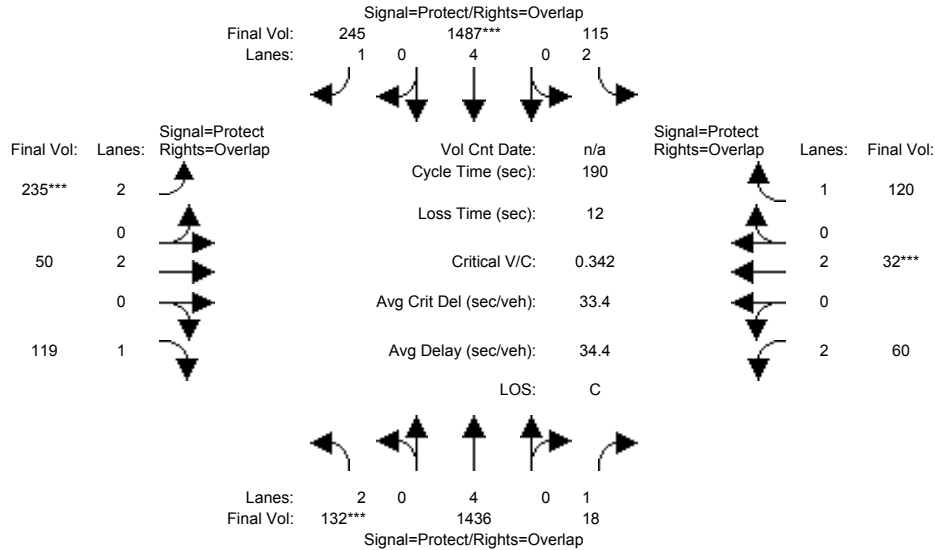 Signal=Protect/Rights=Overlap
Final Vol: 245 1487*** 115
Lanes: 1 0 4 0 2
Signal=Protect
Final Vol: Lanes: Rights=Overlap
Vol Cnt Date: n/a
Signal=Protect
Rights=Overlap Lanes: Final Vol:
Cycle Time (sec): 190
235*** 2
1 120
Loss Time (sec): 12
0
0
50 2
Critical V/C: 0.342
2 32***
0
Avg Crit Del (sec/veh): 33.4
0
119 1
Avg Delay (sec/veh): 34.4
2 60
LOS: C
Lanes: 2 0 4 0 1
Final Vol: 132*** 1436 18
Signal=Protect/Rights=Overlap